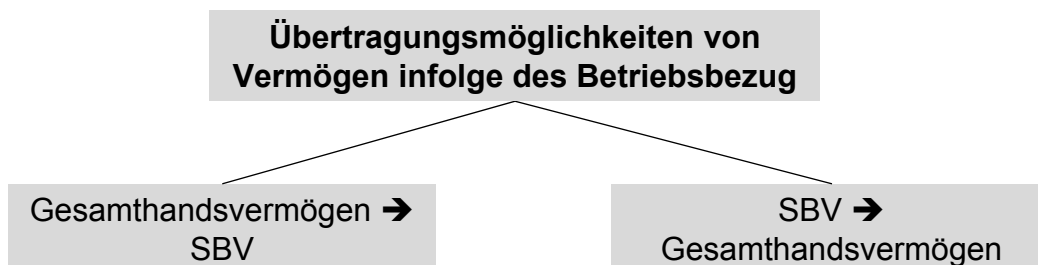 Übertragungsmöglichkeiten von
Vermögen infolge des Betriebsbezug
Gesamthandsvermögen ➔
SBV
SBV ➔
Gesamthandsvermögen